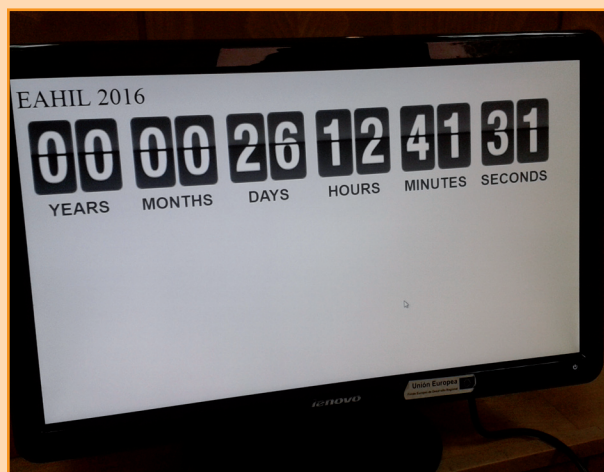 EAHIL 2016
00 00 26 12 41 31
YEARS MONTHS DAYS HOURS MINUTES SECONDS
Unión Europea
lenovo